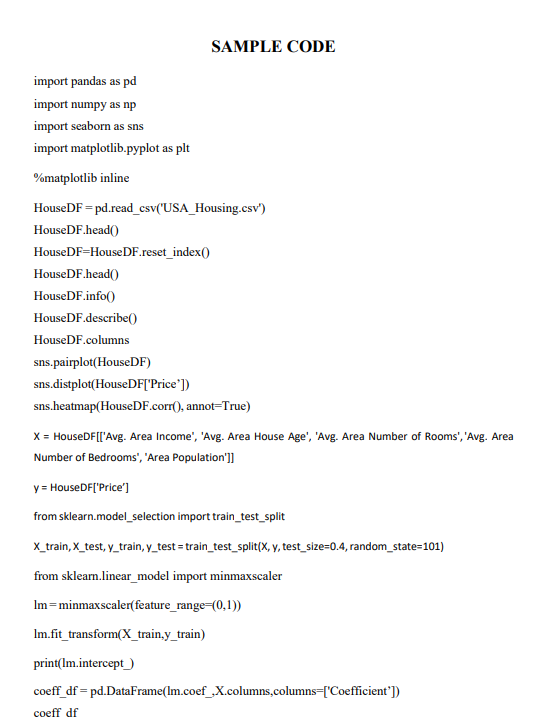 SAMPLE CODE
import pandas as pd
import numpy as np
import seaborn as sns
import matplotlib.pyplot as plt
%matplotlib inline
HouseDF = pd.read_csv('USA_Housing.csv')
HouseDF.head()
HouseDF=HouseDF.reset_index()
HouseDF.head()
HouseDF.info()
HouseDF.describe()
HouseDF.columns
sns.pairplot(HouseDF)
sns.distplot(HouseDF['Price’])
sns.heatmap(HouseDF.corr(), annot=True)
X = HouseDF[['Avg. Area Income', 'Avg. Area House Age', 'Avg. Area Number of Rooms','Avg. Area
Number of Bedrooms', 'Area Population']]
y = HouseDF['Price’]
from sklearn.model_selection import train_test_split
X_train, X_test, y_train, y_test = train_test_split(X, y, test_size=0.4, random_state=101)
from sklearn.linear_model import minmaxscaler
lm = minmaxscaler(feature_range=(0,1))
lm.fit_transform(X_train,y_train)
print(lm.intercept_)
coeff_df = pd.DataFrame(lm.coef_,X.columns,columns=['Coefficient’])
coeff_df